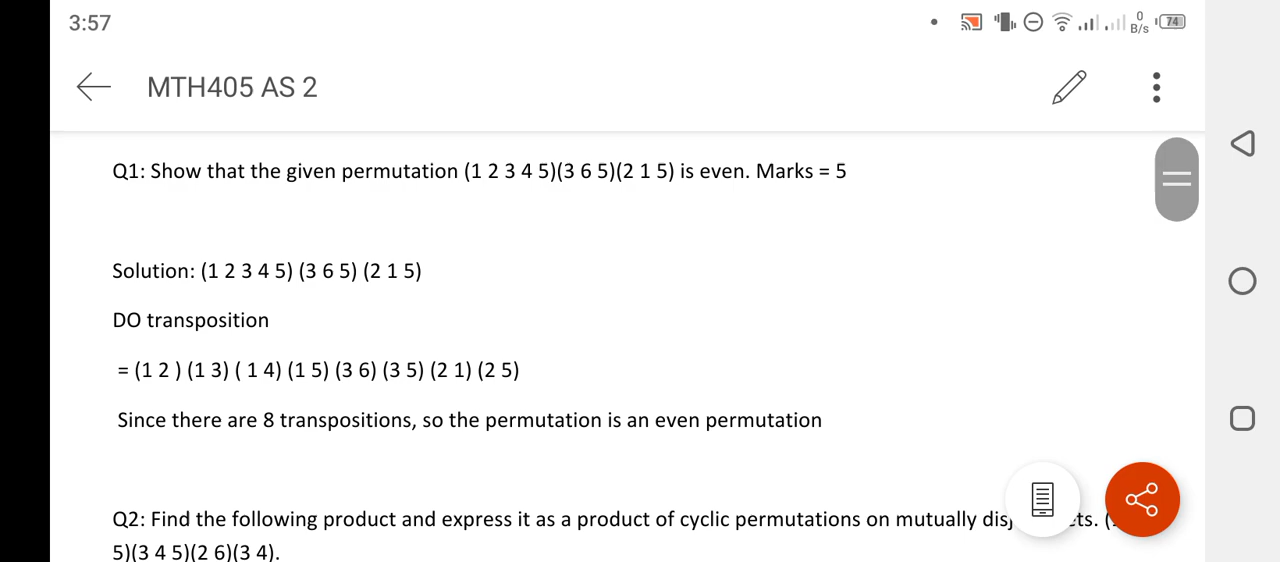 3:57
0
B/s
74
MTH405 AS 2
Q1: Show that the given permutation (1 2 3 4 5)(3 6 5)(2 1 5) is even. Marks = 5
Solution: (1 2 3 4 5) (3 6 5) (2 1 5)
DO transposition
= (1 2 ) (1 3) ( 1 4) (1 5) (3 6) (3 5) (2 1) (2 5)
Since there are 8 transpositions, so the permutation is an even permutation
Q2: Find the following product and express it as a product of cyclic permutations on mutually
5)(3 4 5)(2 6)(3 4).